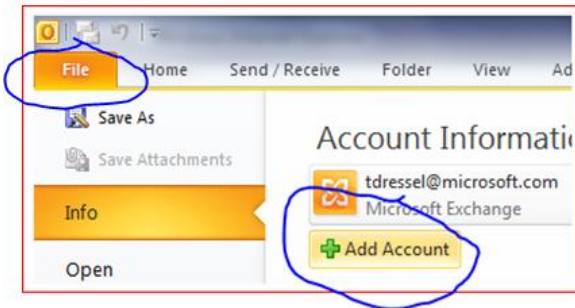 File Home Send / Receive Folder View Ad
Save As
Save Attachments
Info
Open
Account Informati
tdressel@microsoft.com
Microsoft Exchange
Add Account